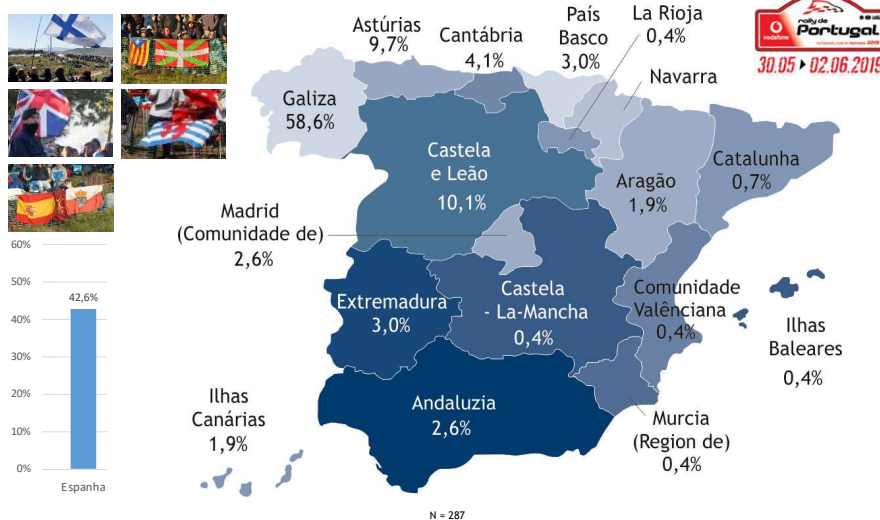 Astúrias
9,7%
Cantábria
4,1%
País
Basco
3,0%
La Rioja
0,4%
Navarra
vodafone
rally de
Portugal
30.05 ▸ 02.06.2019
Galiza
58,6%
Castela
e Leão
10,1%
Aragão
1,9%
Catalunha
0,7%
Madrid
(Comunidade de)
2,6%
Extremadura
3,0%
Castela
- La-Mancha
0,4%
Comunidade
Valênciana
0,4%
Ilhas
Baleares
0,4%
Ilhas
Canárias
1,9%
Andaluzia
2,6%
Murcia
(Region de)
0,4%
60%
50%
40%
30%
20%
10%
0%
42,6%
Espanha
N = 287